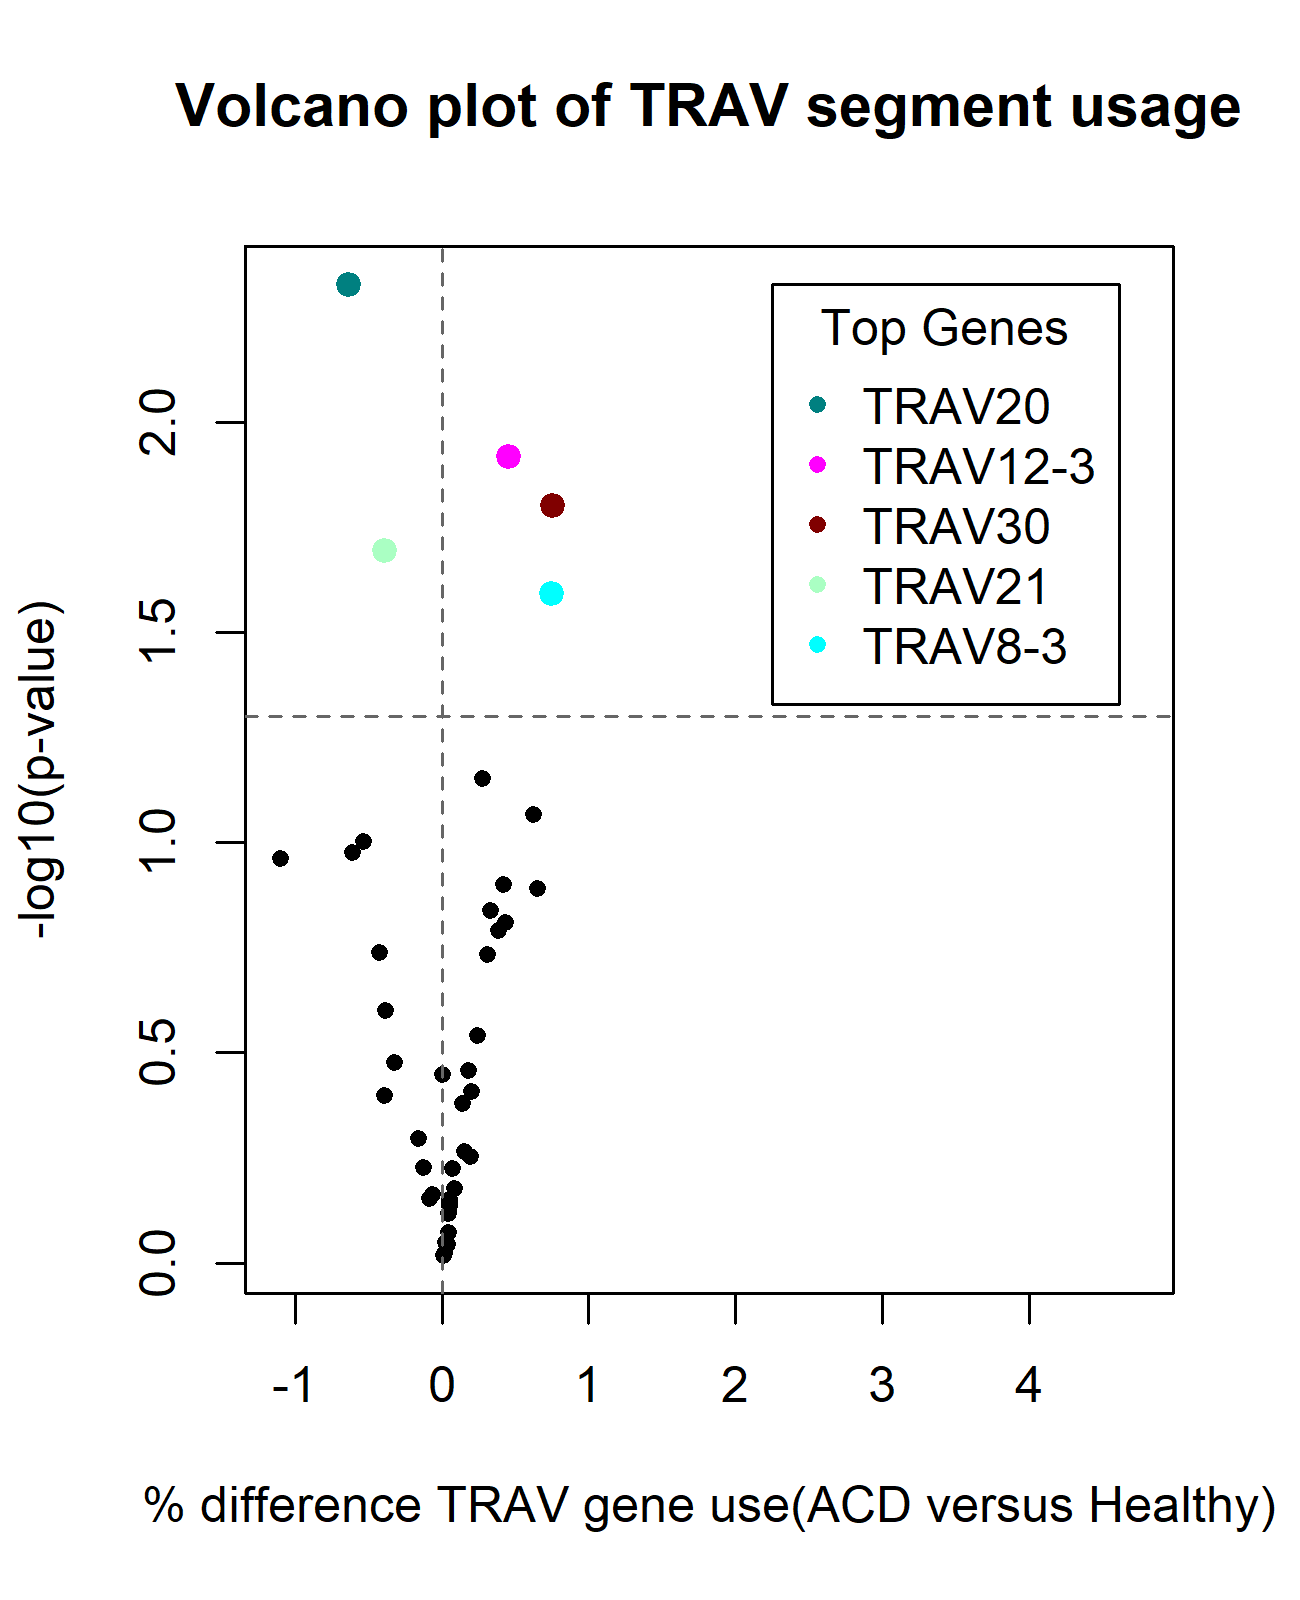 Volcano plot of TRAV segment usage
Top Genes
TRAV20
TRAV12-3
TRAV30
TRAV21
TRAV8-3
-log10(p-value)
2.0
1.5
1.0
0.5
0.0
-1 0 1 2 3 4
% difference TRAV gene use(ACD versus Healthy)